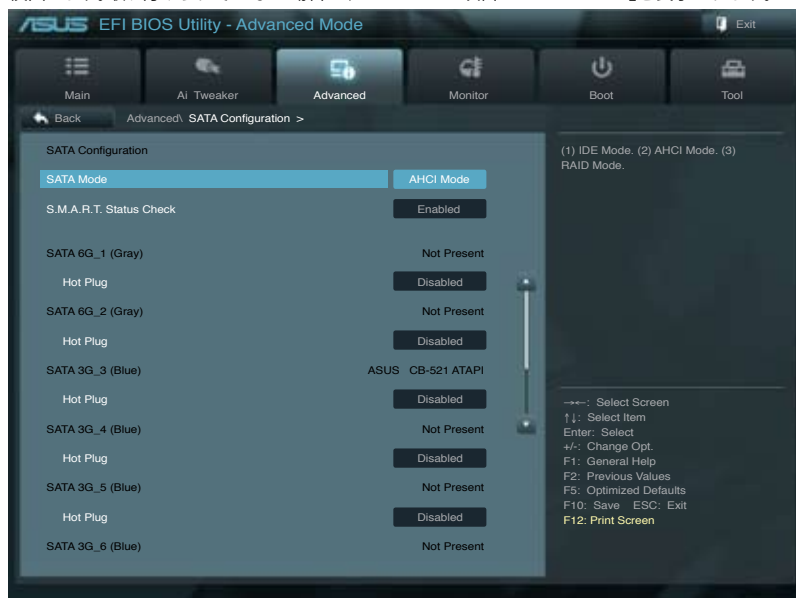 ASUS EFI BIOS Utility - Advanced Mode
Exit
Main
Ai Tweaker
Advanced
Monitor
Boot
Tool
Back
Advanced\ SATA Configuration >
SATA Configuration
SATA Mode AHCI Mode
S.M.A.R.T. Status Check Enabled
SATA 6G_1 (Gray) Not Present
Hot Plug Disabled
SATA 6G_2 (Gray) Not Present
Hot Plug Disabled
SATA 3G_3 (Blue) ASUS CB-521 ATAPI
Hot Plug Disabled
SATA 3G_4 (Blue) Not Present
Hot Plug Disabled
SATA 3G_5 (Blue) Not Present
Hot Plug Disabled
SATA 3G_6 (Blue) Not Present
(1) IDE Mode. (2) AHCI Mode. (3)
RAID Mode.
→←: Select Screen
↑↓: Select Item
Enter: Select
+/-: Change Opt.
F1: General Help
F2: Previous Values
F5: Optimized Defaults
F10: Save ESC: Exit
F12: Print Screen